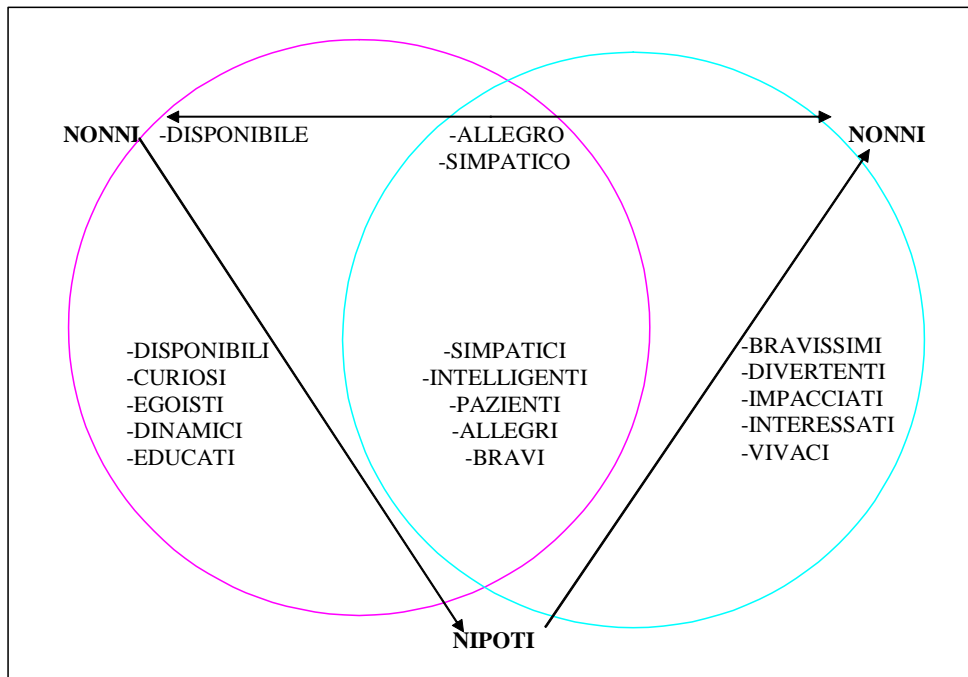 NONNI -DISPONIBILE -ALLEGRO NONNI
-SIMPATICO
-DISPONIBILI
-CURIOSI
-EGOISTI
-DINAMICI
-EDUCATI
-SIMPATICI
-INTELLIGENTI
-PAZIENTI
-ALLEGRI
-BRAVI
-BRAVISSIMI
-DIVERTENTI
-IMPACCIATI
-INTERESSATI
-VIVACI
NIPOTI